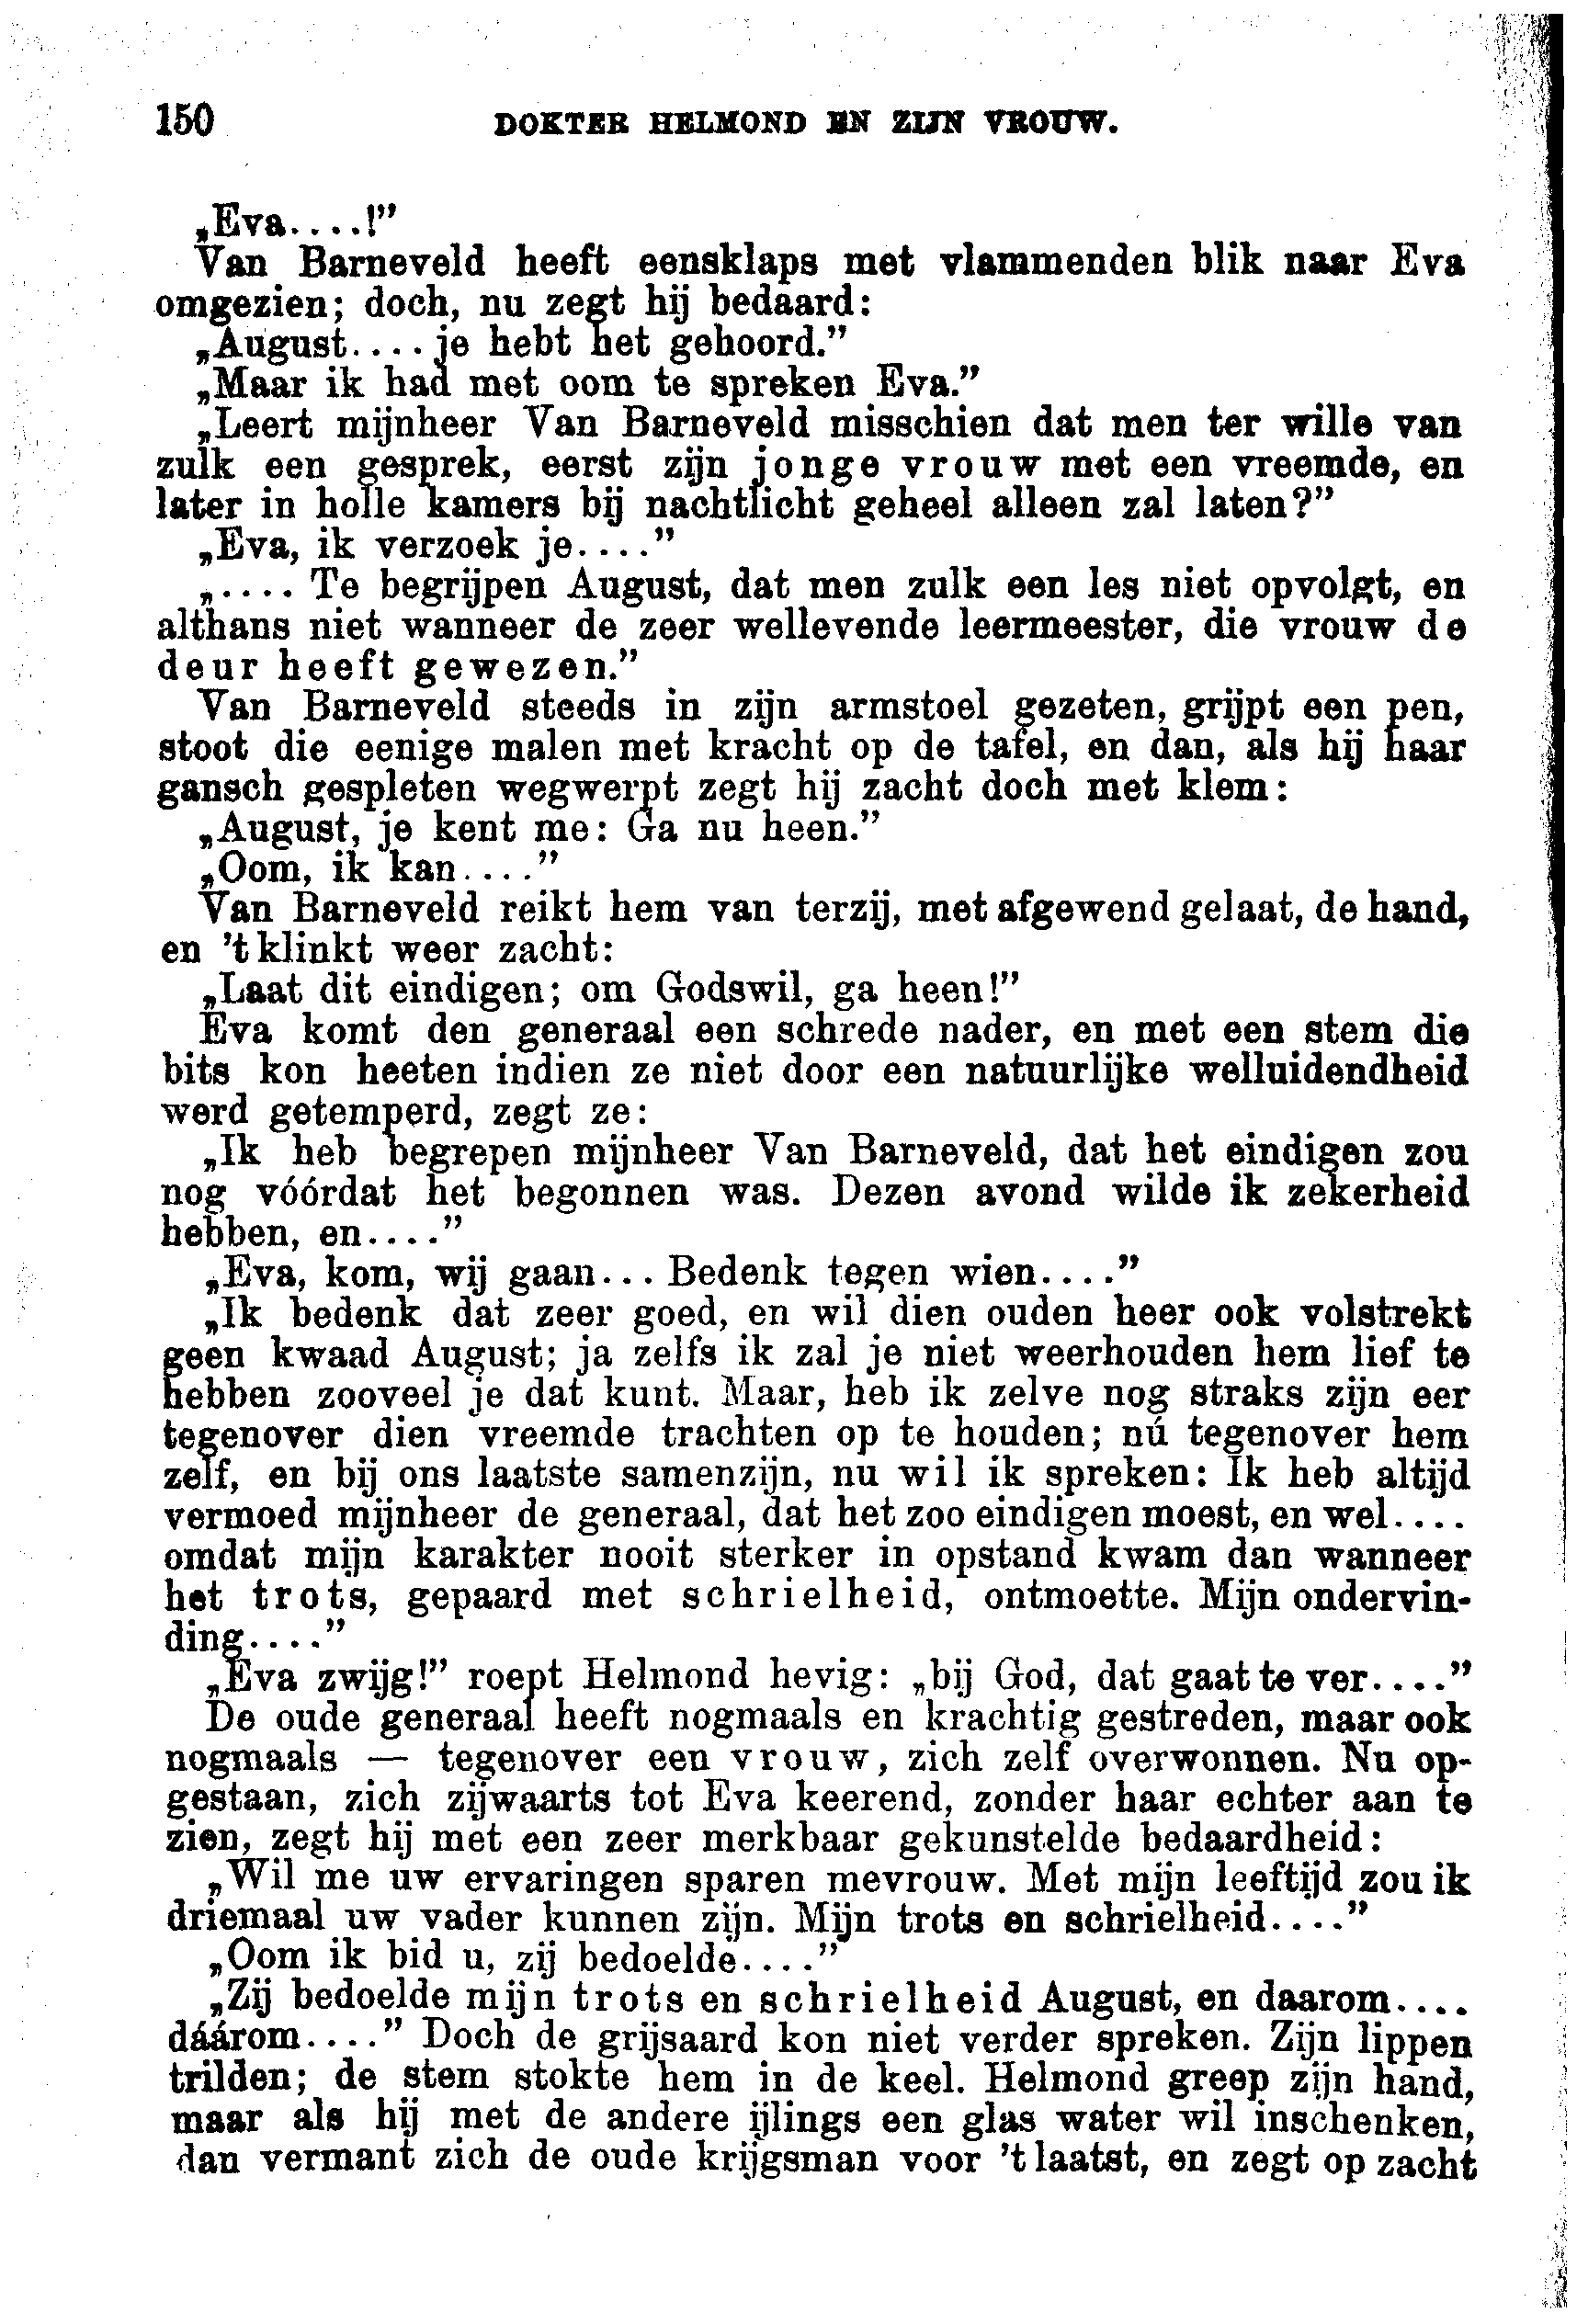 150 DOKTER HELMOND EN ZIJN VROUW.
„Eva....!”
Van Barneveld heeft eensklaps met vlammenden blik naar Eva
omgezien; doch, nu zegt hij bedaard:
„August.... je hebt het gehoord.”
„Maar ik had met oom te spreken Eva.”
„Leert mijnheer Van Barneveld misschien dat men ter wille van
zulk een gesprek, eerst zijn jonge vrouw met een vreemde, en
later in holle kamers bij nachtlicht geheel alleen zal laten?”
„Eva, ik verzoek je....”
„.... Te begrijpen August, dat men zulk een les niet opvolgt, en
althans niet wanneer de zeer wellevende leermeester, die vrouw de
deur heeft gewezen.”
Van Barneveld steeds in zijn armstoel gezeten, grijpt een pen,
stoot die eenige malen met kracht op de tafel, en dan, als hij haar
gansch gespleten wegwerpt zegt hij zacht doch met klem:
„August, je kent me: Ga nu heen.”
„Oom, ik kan....”
Van Barneveld reikt hem van terzij, met afgewend gelaat, de hand,
en 't klinkt weer zacht:
„Laat dit eindigen; om Godswil, ga heen!”
Eva komt den generaal een schrede nader, en met een stem die
bits kon heeten indien ze niet door een natuurlijke welluidendheid
werd getemperd, zegt ze:
„Ik heb begrepen mijnheer Van Barneveld, dat het eindigen zou
nog vóórdat het begonnen was. Dezen avond wilde ik zekerheid
hebben, en....”
„Eva, kom, wij gaan... Bedenk tegen wien....”
„Ik bedenk dat zeer goed, en wil dien ouden heer ook volstrekt
geen kwaad August; ja zelfs ik zal je niet weerhouden hem lief te
hebben zooveel je dat kunt. Maar, heb ik zelve nog straks zijn eer
tegenover dien vreemde trachten op te houden; nú tegenover hem
zelf, en bij ons laatste samenzijn, nu wil ik spreken: Ik heb altijd
vermoed mijnheer de generaal, dat het zoo eindigen moest, en wel....
omdat mijn karakter nooit sterker in opstand kwam dan wanneer
het trots, gepaard met schrielheid, ontmoette. Mijn ondervin-
ding....”
„Eva zwijg!” roept Helmond hevig: „bij God, dat gaat te ver....”
De oude generaal heeft nogmaals en krachtig gestreden, maar ook
nogmaals — tegenover een vrouw, zich zelf overwonnen. Nu op-
gestaan, zich zijwaarts tot Eva keerend, zonder haar echter aan te
zien, zegt hij met een zeer merkbaar gekunstelde bedaardheid:
„Wil me uw ervaringen sparen mevrouw. Met mijn leeftijd zou ik
driemaal uw vader kunnen zijn. Mijn trots en schrielheid....”
„Oom ik bid u, zij bedoelde....”
„Zij bedoelde mijn trots en schrielheid August, en daarom....
dáárom....” Doch de grijsaard kon niet verder spreken. Zijn lippen
trilden; de stem stokte hem in de keel. Helmond greep zijn hand,
maar als hij met de andere ijlings een glas water wil inschenken,
dan vermant zich de oude krijgsman voor 't laatst, en zegt op zacht